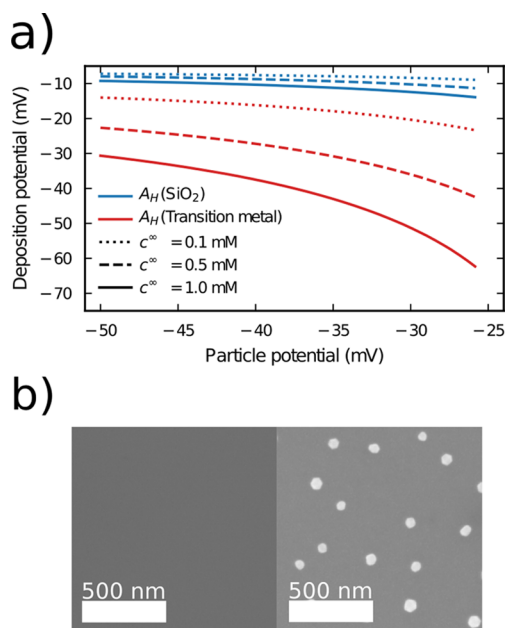 a)
Deposition potential (mV)
−10
−20
−30
−40
−50
−60
−70
A_H (SiO₂)
A_H (Transition metal)
c^∞ = 0.1 mM
c^∞ = 0.5 mM
c^∞ = 1.0 mM
−50 −45 −40 −35 −30 −25
Particle potential (mV)
b)
500 nm 500 nm